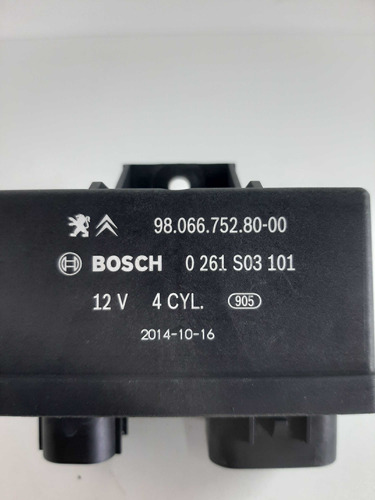 98.066.752.80-00
BOSCH 0 261 S03 101
12 V 4 CYL. 905
2014-10-16